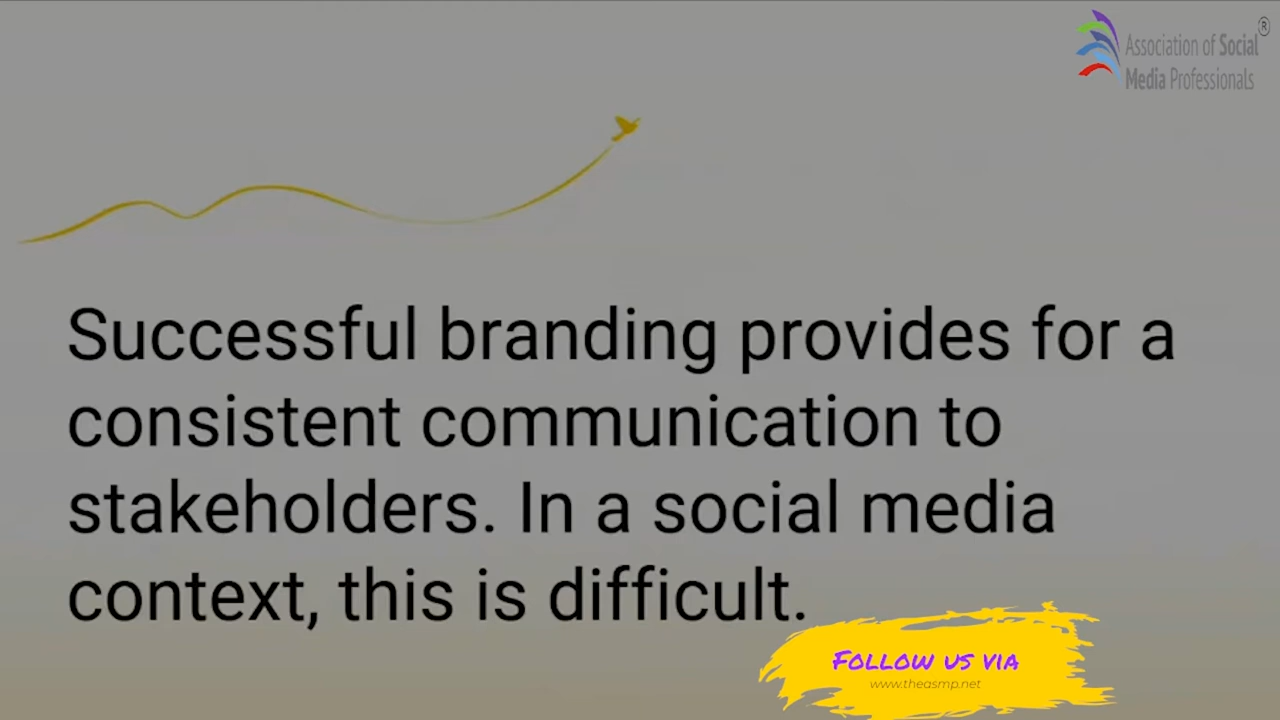 Association of Social ®
Media Professionals
Successful branding provides for a
consistent communication to
stakeholders. In a social media
context, this is difficult.
Follow us via
www.theasmp.net